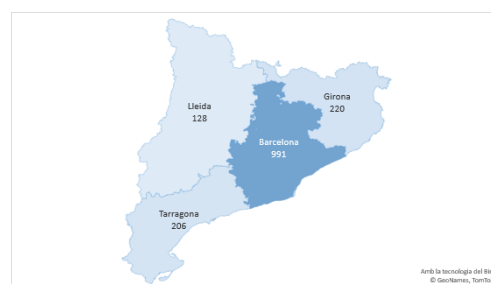 Girona
220
Lleida
128
Barcelona
991
Tarragona
206
Amb la tecnologia del
© GeoNames, TomTo